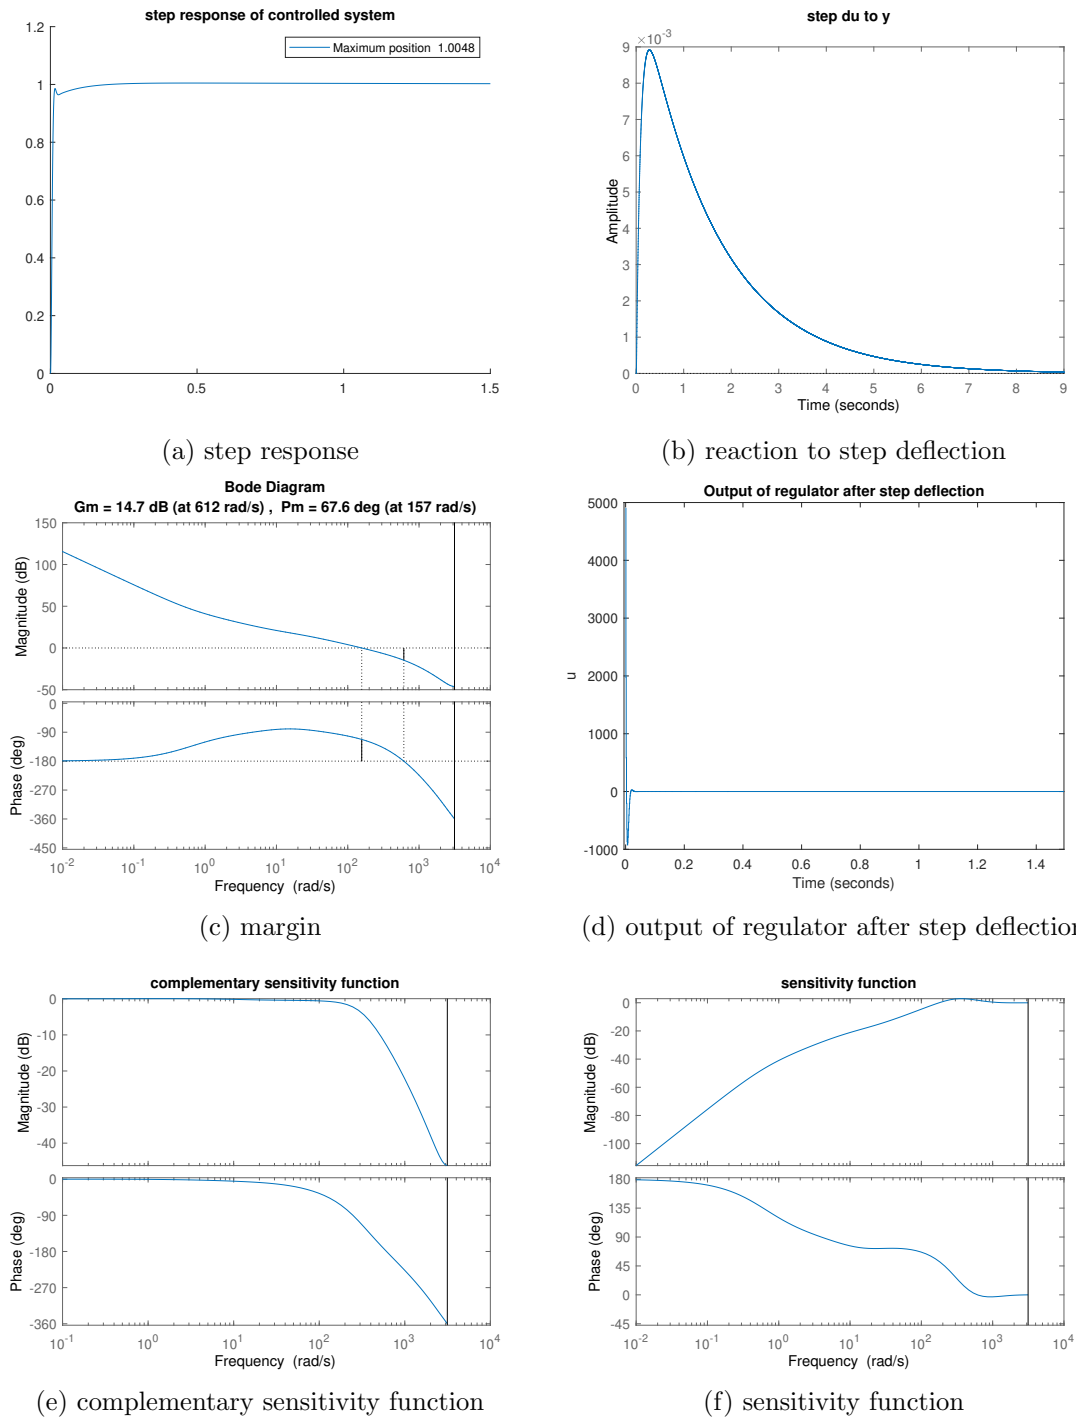 step response of controlled system
1.2
1
0.8
0.6
0.4
0.2
0
Maximum position 1.0048
0 0.5 1 1.5
(a) step response
step du to y
×10⁻³
9
8
7
6
5
4
3
2
1
0
Amplitude
0 1 2 3 4 5 6 7 8 9
Time (seconds)
(b) reaction to step deflection
Bode Diagram
Gm = 14.7 dB (at 612 rad/s) , Pm = 67.6 deg (at 157 rad/s)
150
100
50
0
-50
Magnitude (dB)
0
-90
-180
-270
-360
-450
Phase (deg)
10⁻² 10⁻¹ 10⁰ 10¹ 10² 10³ 10⁴
Frequency (rad/s)
(c) margin
Output of regulator after step deflection
5000
4000
3000
2000
1000
0
-1000
u
0 0.2 0.4 0.6 0.8 1 1.2 1.4
Time (seconds)
(d) output of regulator after step deflection
complementary sensitivity function
0
-10
-20
-30
-40
Magnitude (dB)
0
-90
-180
-270
-360
Phase (deg)
10⁻¹ 10⁰ 10¹ 10² 10³ 10⁴
Frequency (rad/s)
(e) complementary sensitivity function
sensitivity function
0
-20
-40
-60
-80
-100
Magnitude (dB)
180
135
90
45
0
-45
Phase (deg)
10⁻² 10⁻¹ 10⁰ 10¹ 10² 10³ 10⁴
Frequency (rad/s)
(f) sensitivity function